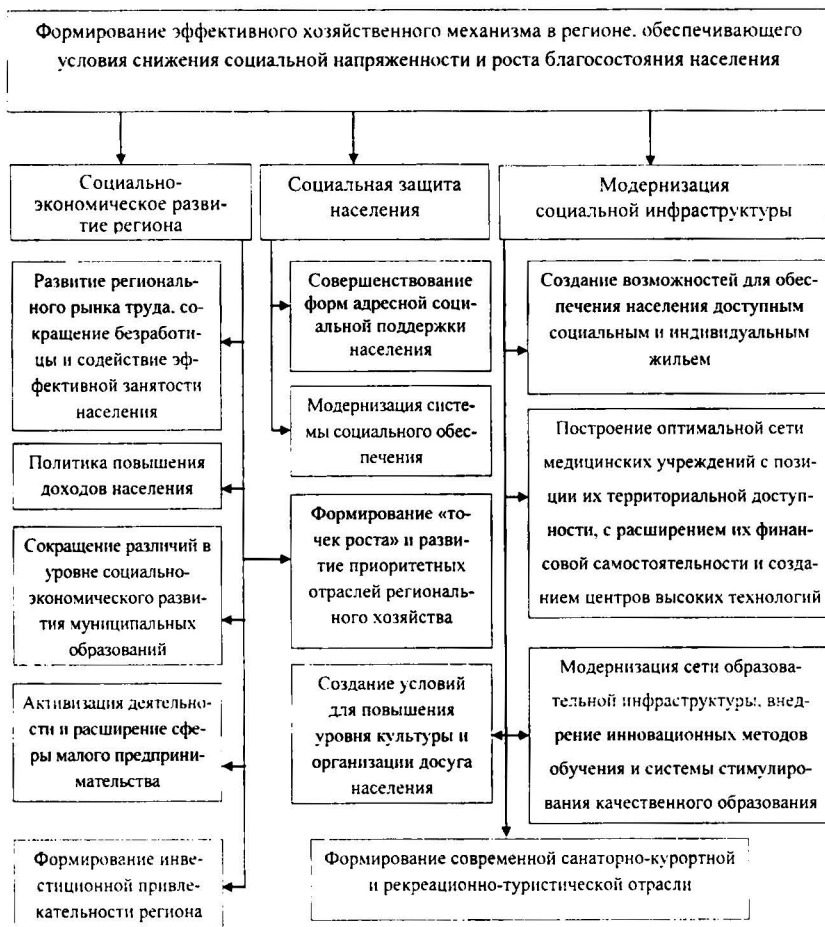 Формирование эффективного хозяйственного механизма в регионе, обеспечивающего
условия снижения социальной напряженности и роста благосостояния населения
Социально-
экономическое разви-
тие региона
Социальная защита
населения
Модернизация
социальной инфраструктуры
Развитие регионально-
го рынка труда, со-
кращение безработи-
цы и содействие эф-
фективной занятости
населения
Политика повышения
доходов населения
Сокращение различий в
уровне социально-
экономического разви-
тия муниципальных
образований
Активизация деятельно-
сти и расширение сфе-
ры малого предприни-
мательства
Формирование инве-
стиционной привле-
кательности региона
Совершенствование
форм адресной соци-
альной поддержки
населения
Модернизация систе-
мы социального обес-
печения
Формирование «то-
чек роста» и разви-
тие приоритетных
отраслей региональ-
ного хозяйства
Создание условий
для повышения
уровня культуры и
организации досуга
населения
Создание возможностей для обес-
печения населения доступным
социальным и индивидуальным
жильем
Построение оптимальной сети
медицинских учреждений с пози-
ции их территориальной доступ-
ности, с расширением их финан-
совой самостоятельности и созда-
нием центров высоких технологий
Модернизация сети образова-
тельной инфраструктуры, внед-
рение инновационных методов
обучения и системы стимулиро-
вания качественного образования
Формирование современной санаторно-курортной
и рекреационно-туристической отрасли